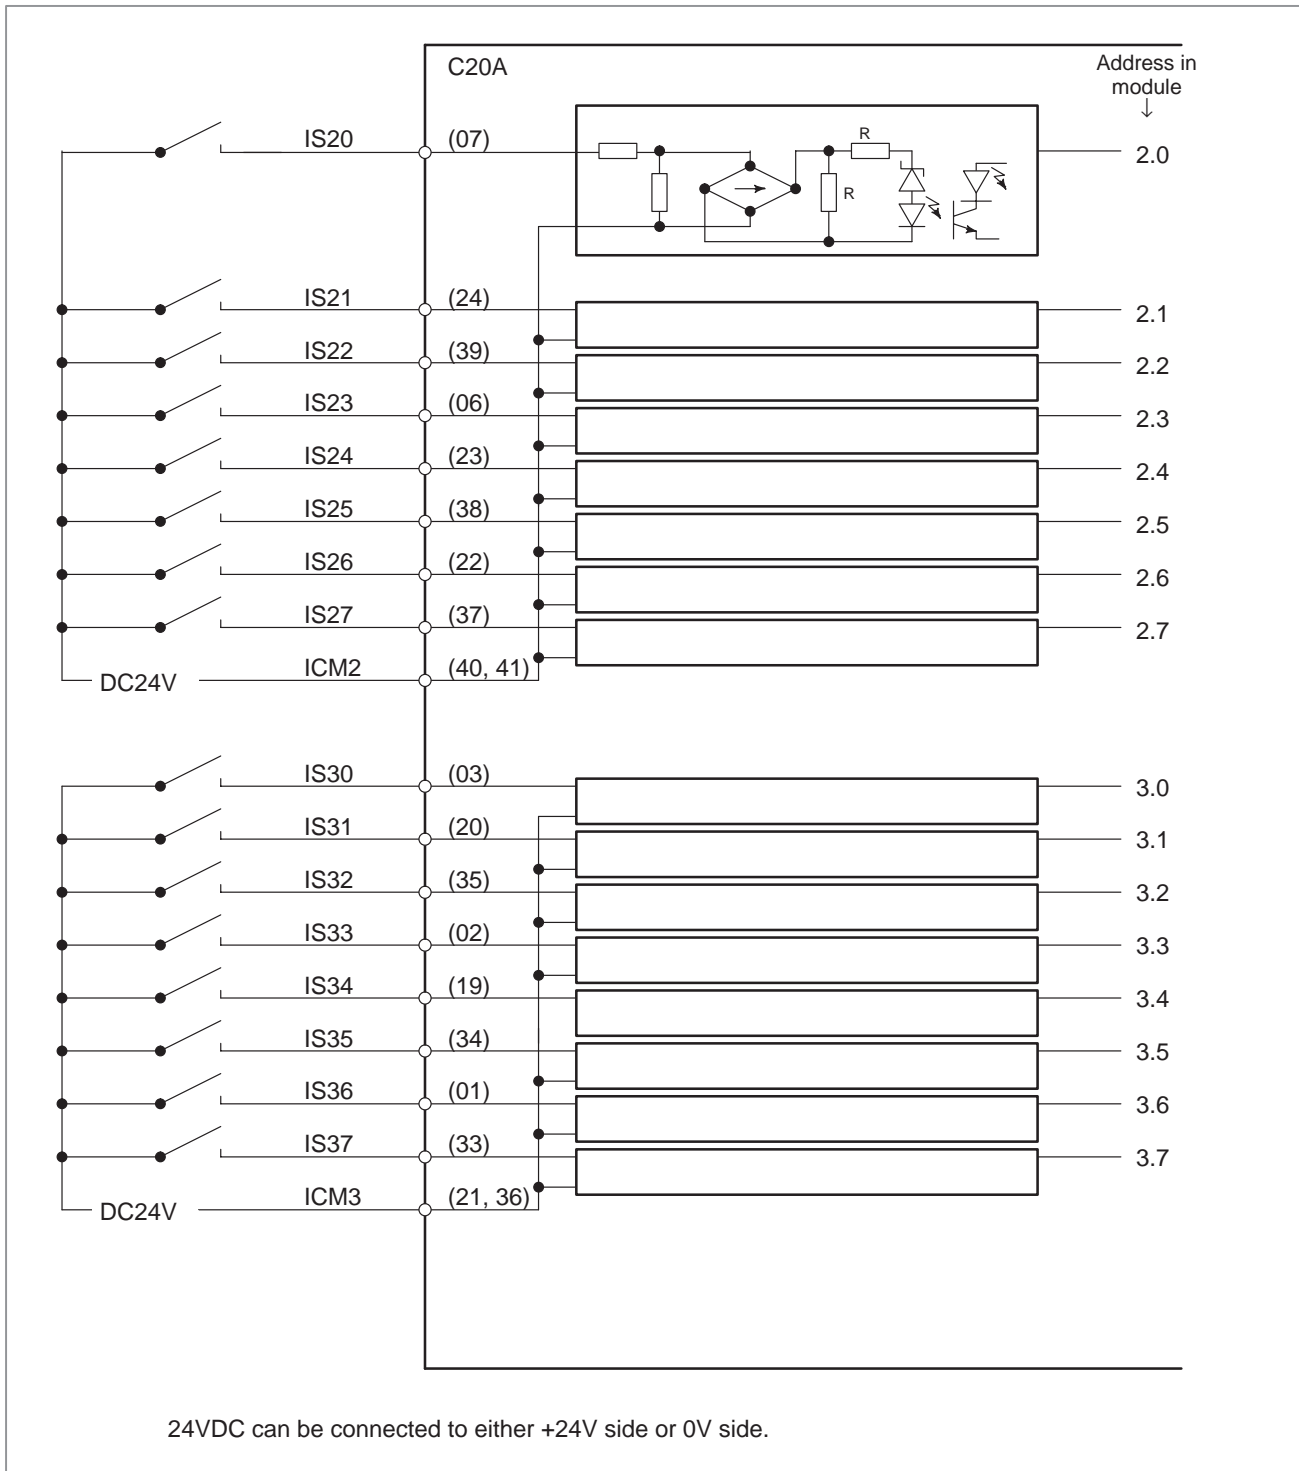 C20A
Address in
module
↓
IS20 (07) R 2.0
R
IS21 (24) 2.1
IS22 (39) 2.2
IS23 (06) 2.3
IS24 (23) 2.4
IS25 (38) 2.5
IS26 (22) 2.6
IS27 (37) 2.7
DC24V ICM2 (40, 41)
IS30 (03) 3.0
IS31 (20) 3.1
IS32 (35) 3.2
IS33 (02) 3.3
IS34 (19) 3.4
IS35 (34) 3.5
IS36 (01) 3.6
IS37 (33) 3.7
DC24V ICM3 (21, 36)
24VDC can be connected to either +24V side or 0V side.